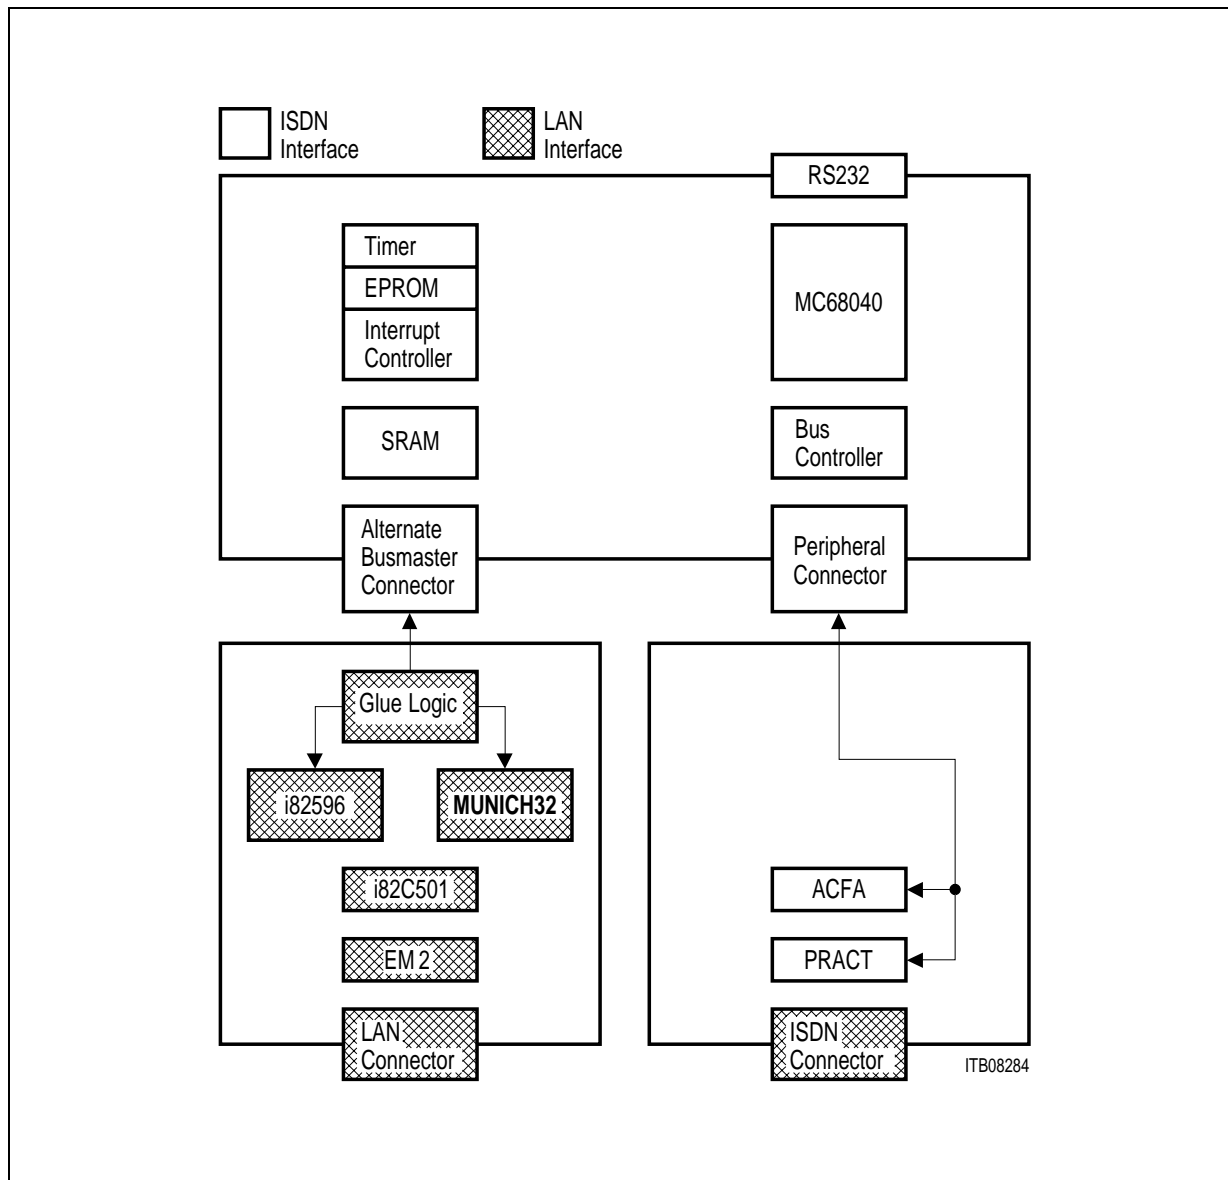 ISDN
Interface
LAN
Interface
RS232
Timer
EPROM
Interrupt
Controller
MC68040
SRAM
Bus
Controller
Alternate
Busmaster
Connector
Peripheral
Connector
Glue Logic
i82596
MUNICH32
i82C501
ACFA
EM 2
PRACT
LAN
Connector
ISDN
Connector
ITB08284